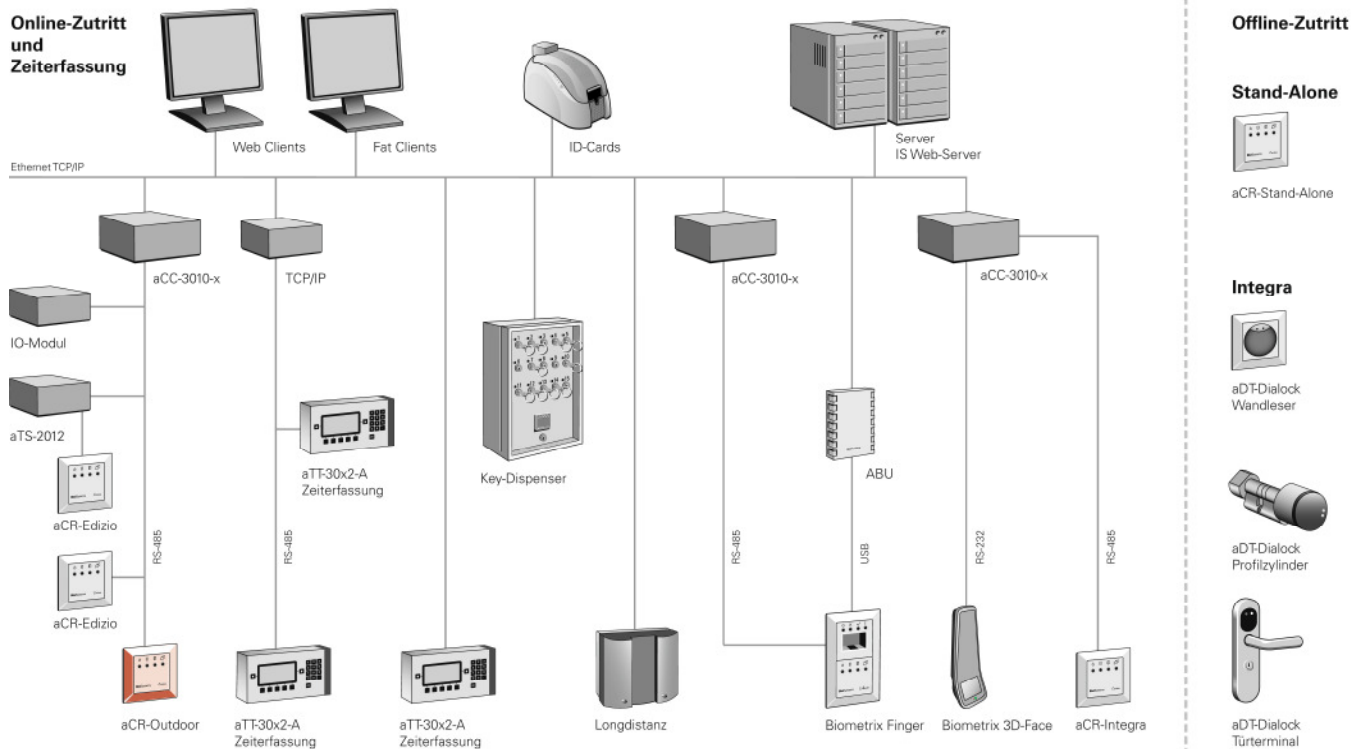 Online-Zutritt
und
Zeiterfassung
Web Clients
Fat Clients
ID-Cards
Server
IS Web-Server
Ethernet TCP/IP
aCC-3010-x
TCP/IP
aCC-3010-x
aCC-3010-x
IO-Modul
aTS-2012
aCR-Edizio
aCR-Edizio
aTT-30x2-A
Zeiterfassung
Key-Dispenser
ABU
RS-485
RS-485
RS-485
USB
RS-232
RS-485
aCR-Outdoor
aTT-30x2-A
Zeiterfassung
aTT-30x2-A
Zeiterfassung
Longdistanz
Biometrix Finger
Biometrix 3D-Face
aCR-Integra
Offline-Zutritt
Stand-Alone
aCR-Stand-Alone
Integra
aDT-Dialock
Wandleser
aDT-Dialock
Profilzylinder
aDT-Dialock
Türterminal